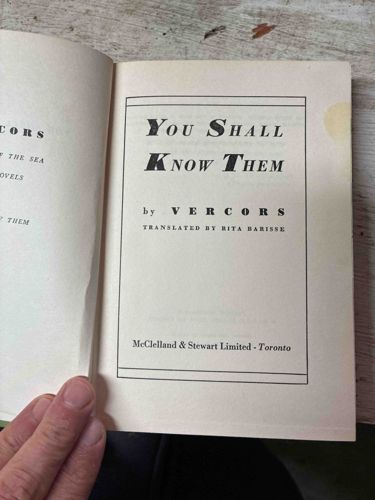 CORS
THE SEA
OVELS
THEM
YOU SHALL
KNOW THEM
by VERCORS
TRANSLATED BY RITA BARISSE
McClelland & Stewart Limited - Toronto